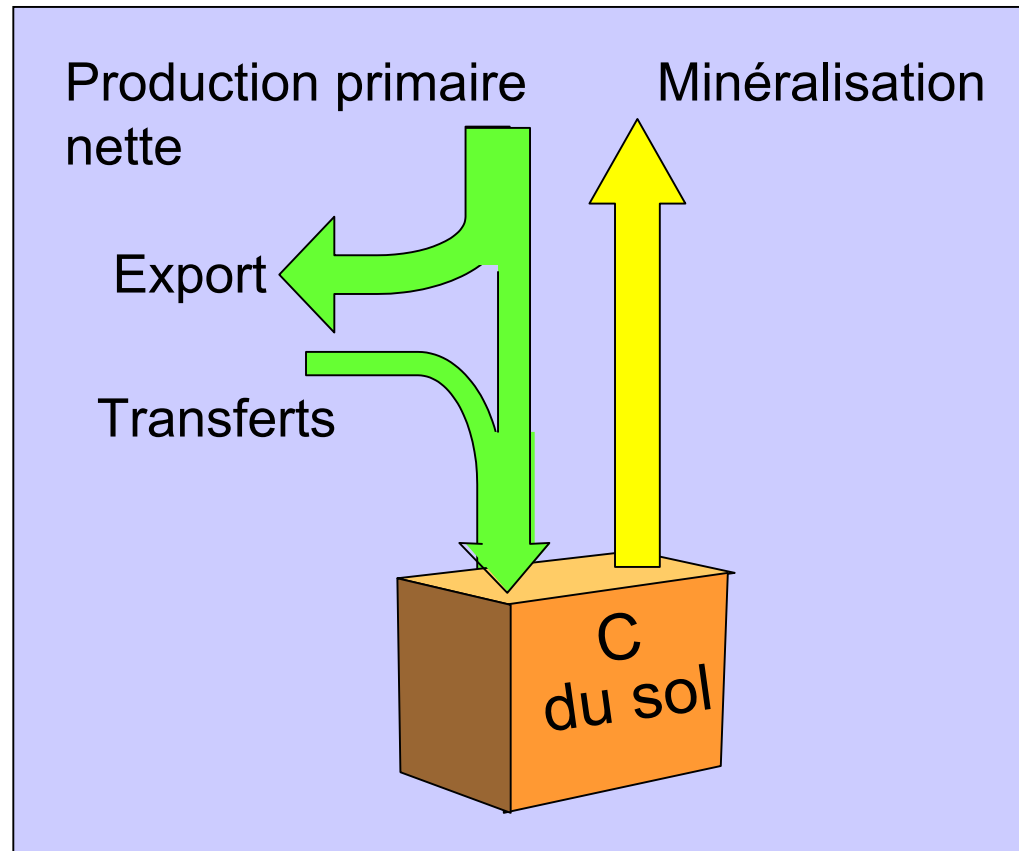 Production primaire
nette
Minéralisation
Export
Transferts
C
du sol